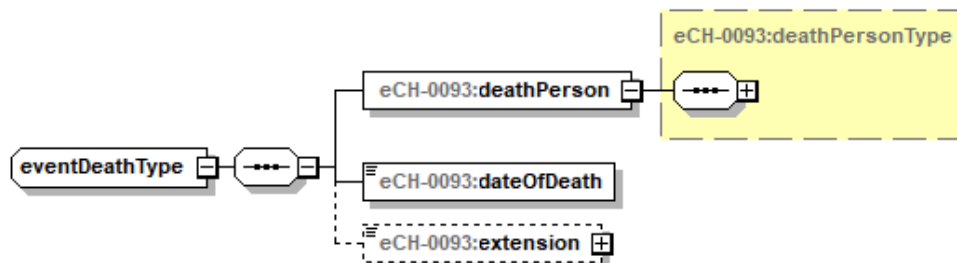 eCH-0093:deathPersonType
eCH-0093:deathPerson
eventDeathType
eCH-0093:dateOfDeath
eCH-0093:extension